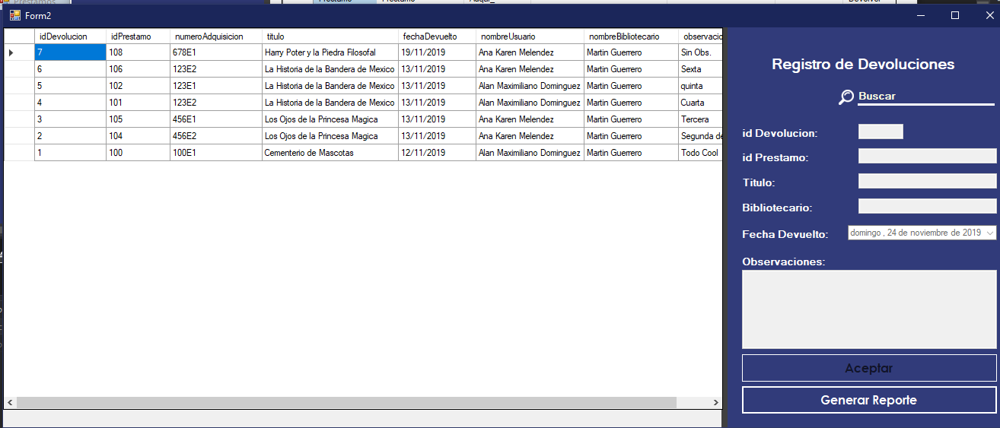 Prestamos Prestamo Prestamo Adqui_ Devolver
Form2
idDevolucion idPrestamo numeroAdquisicion titulo fechaDevuelto nombreUsuario nombreBibliotecario observacio
7 108 678E1 Harry Poter y la Piedra Filosofal 19/11/2019 Ana Karen Melendez Martin Guerrero Sin Obs.
6 106 123E2 La Historia de la Bandera de Mexico 13/11/2019 Ana Karen Melendez Martin Guerrero Sexta
5 102 123E1 La Historia de la Bandera de Mexico 13/11/2019 Alan Maximiliano Dominguez Martin Guerrero quinta
4 101 123E2 La Historia de la Bandera de Mexico 13/11/2019 Alan Maximiliano Dominguez Martin Guerrero Cuarta
3 105 456E1 Los Ojos de la Princesa Magica 13/11/2019 Ana Karen Melendez Martin Guerrero Tercera
2 104 456E2 Los Ojos de la Princesa Magica 13/11/2019 Ana Karen Melendez Martin Guerrero Segunda de
1 100 100E1 Cementerio de Mascotas 12/11/2019 Alan Maximiliano Dominguez Martin Guerrero Todo Cool
Registro de Devoluciones
Buscar
id Devolucion:
id Prestamo:
Titulo:
Bibliotecario:
Fecha Devuelto: domingo , 24 de noviembre de 2019
Observaciones:
Aceptar
Generar Reporte